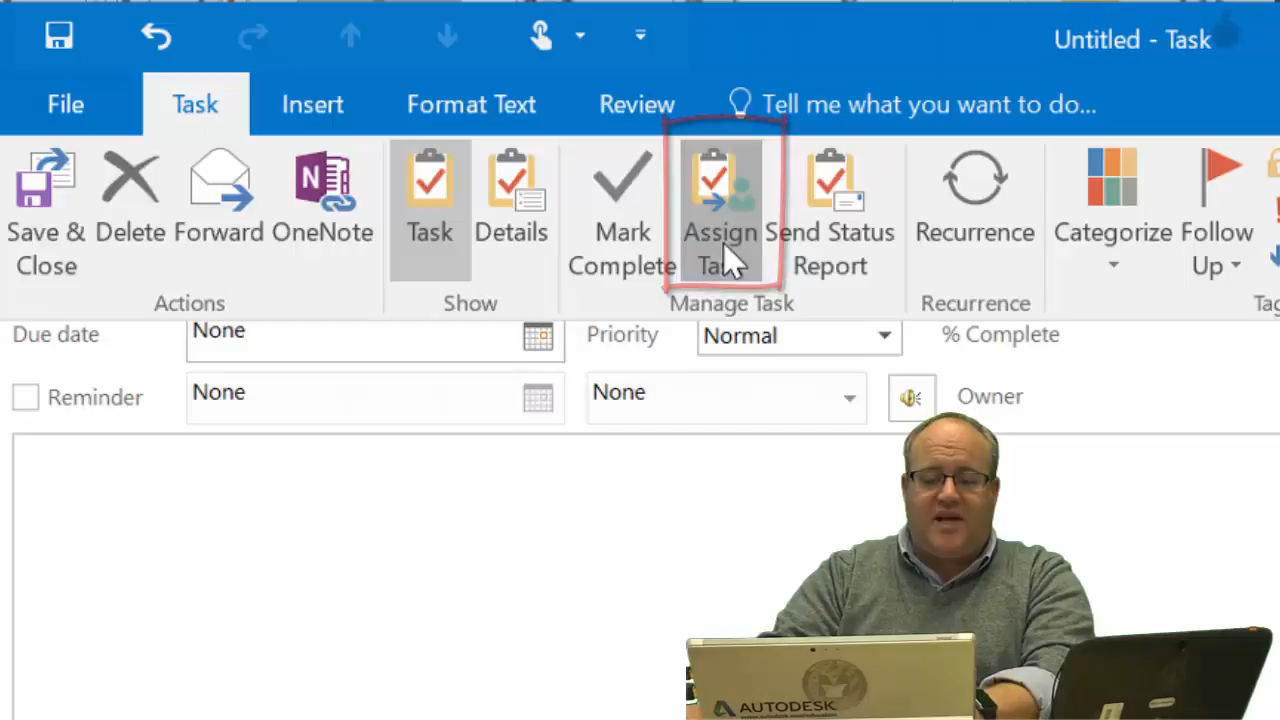 Untitled - Task
File Task Insert Format Text Review Tell me what you want to do...
Save & Close
Delete
Forward
OneNote
Task
Details
Mark Complete
Assign
Send Status Report
Recurrence
Categorize
Follow Up
Actions
Show
Manage Task
Recurrence
Due date None Priority Normal % Complete
Reminder None None Owner
AUTODESK